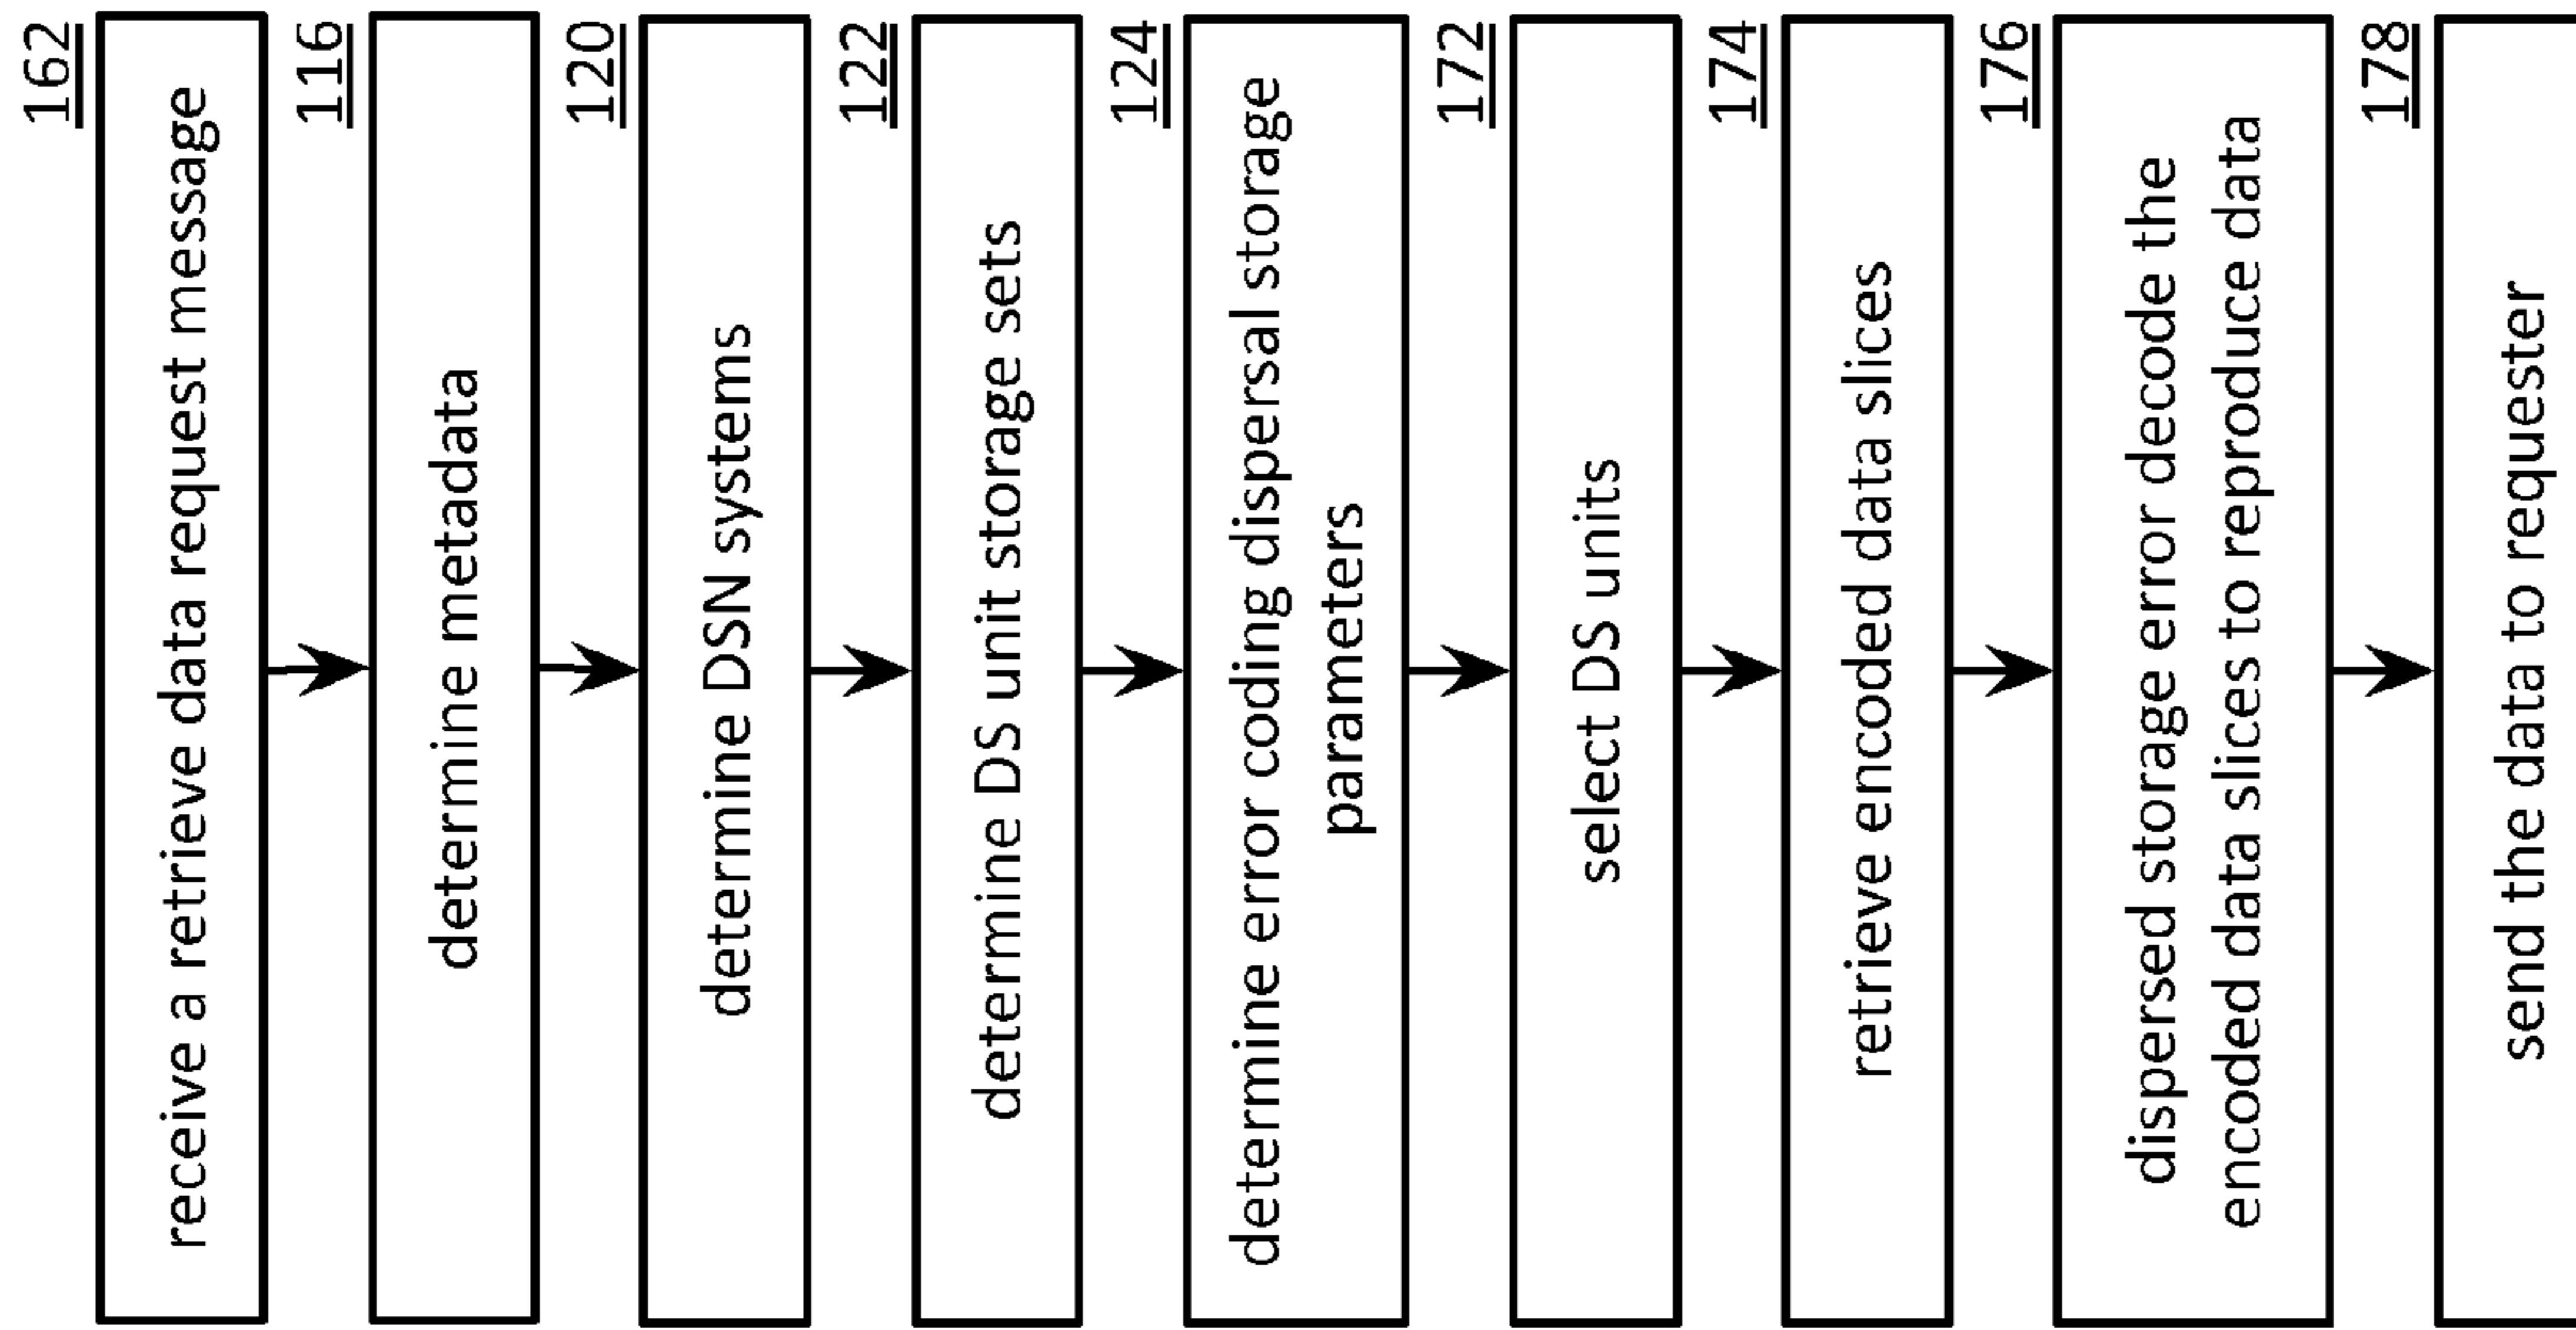 162
receive a retrieve data request message
116
determine metadata
120
determine DSN systems
122
determine DS unit storage sets
124
determine error coding dispersal storage
parameters
172
select DS units
174
retrieve encoded data slices
176
dispersed storage error decode the
encoded data slices to reproduce data
178
send the data to requester